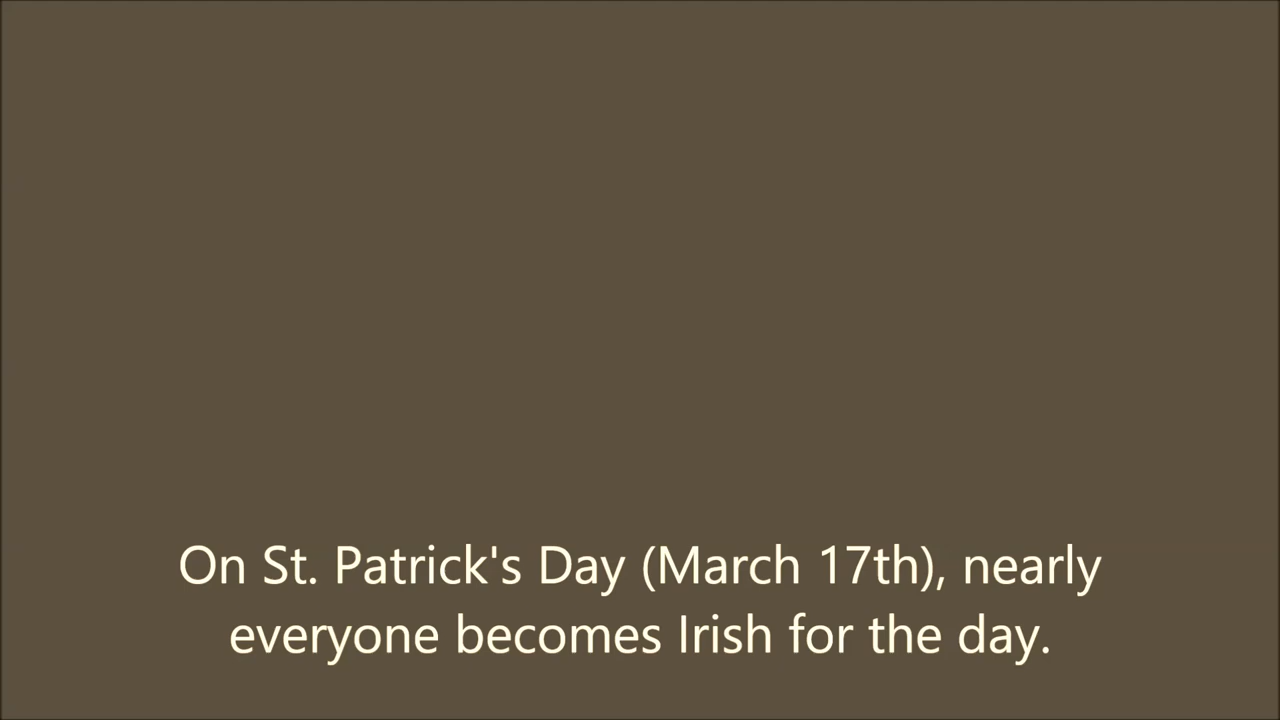 On St. Patrick's Day (March 17th), nearly
everyone becomes Irish for the day.